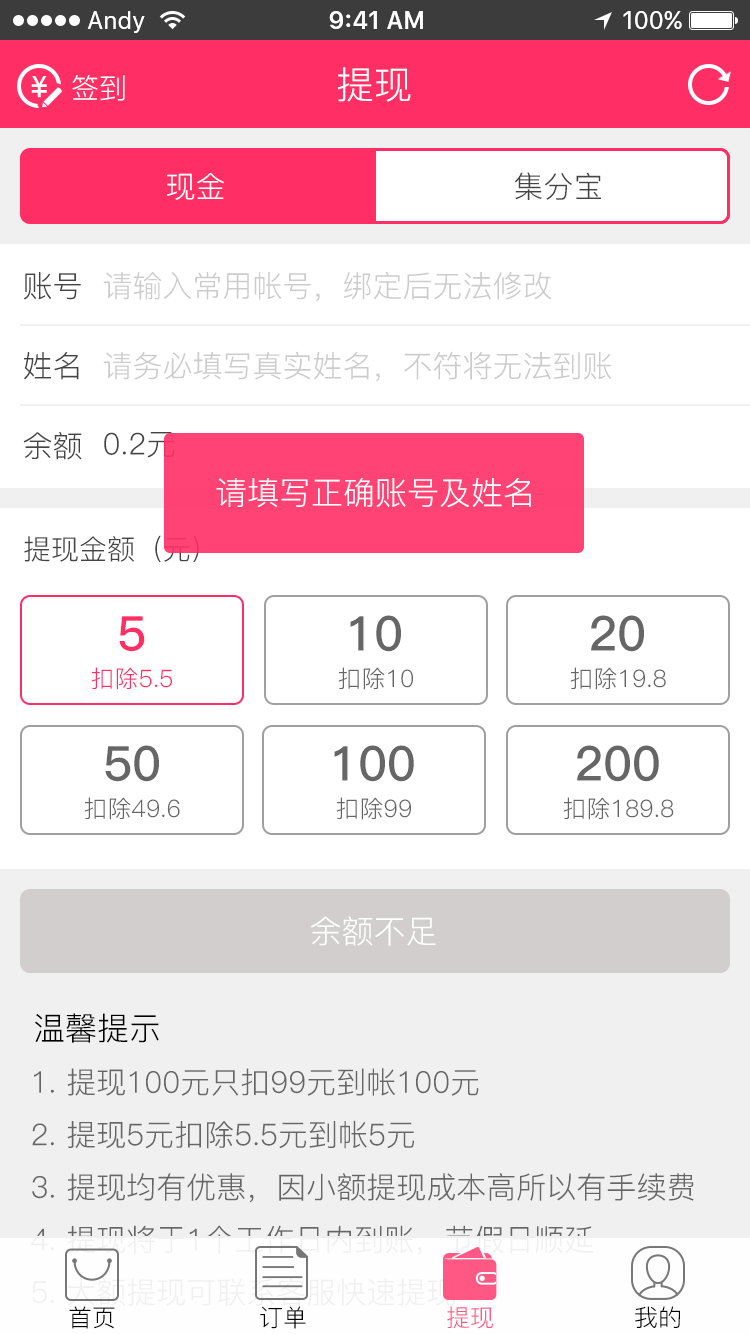 Andy 9:41 AM 100%
签到 提现
现金 集分宝
账号 请输入常用帐号，绑定后无法修改
姓名 请务必填写真实姓名，不符将无法到账
余额 0.2元
请填写正确账号及姓名
提现金额（元）
5 10 20
扣除5.5 扣除10 扣除19.8
50 100 200
扣除49.6 扣除99 扣除189.8
余额不足
温馨提示
1. 提现100元只扣99元到帐100元
2. 提现5元扣除5.5元到帐5元
3. 提现均有优惠，因小额提现成本高所以有手续费
4. 提现将于1个工作日内到账，节假日顺延
5. 大额提现可联系客服快速提现
首页 订单 提现 我的